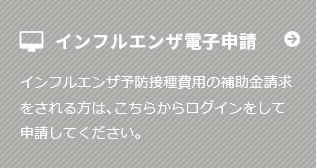 インフルエンザ電子申請
インフルエンザ予防接種費用の補助金請求
をされる方は、こちらからログインをして
申請してください。